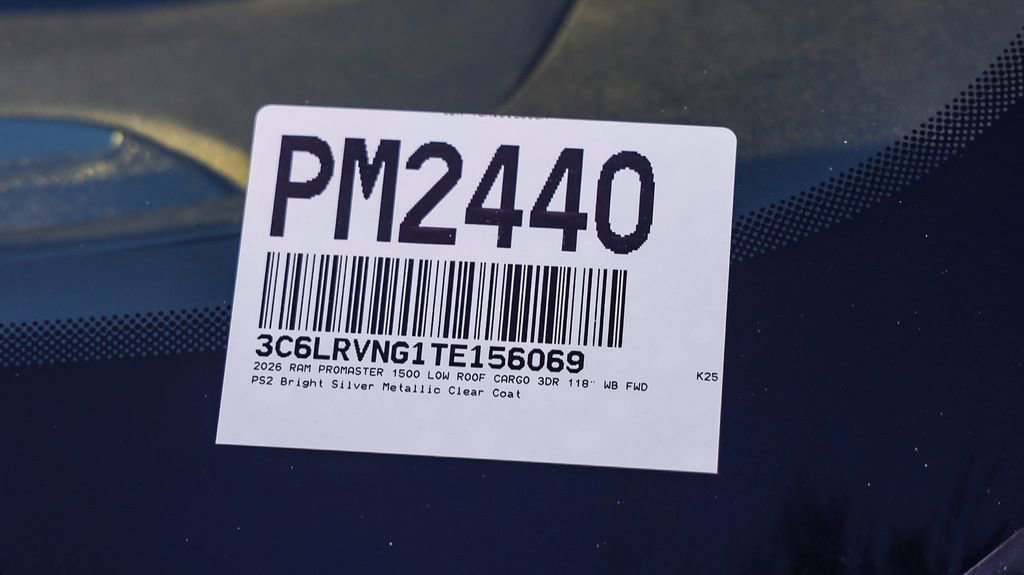 PM2440
3C6LRVNG1TE156069
2026 RAM PROMASTER 1500 LOW ROOF CARGO 3DR 118" WB FWD
K25
PS2 Bright Silver Metallic Clear Coat